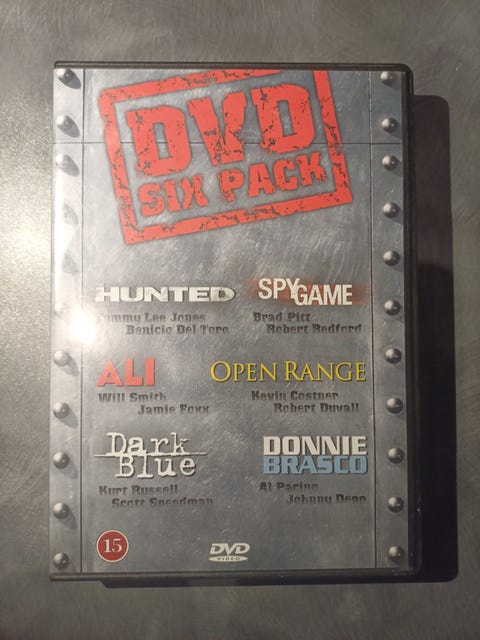 DVD
SIX PACK
HUNTED
Tommy Lee Jones
Benicio Del Toro
SPYGAME
Brad Pitt
Robert Redford
ALI
Will Smith
Jamie Foxx
OPEN RANGE
Kevin Costner
Robert Duvall
Dark
Blue
Kurt Russell
Scott Speedman
DONNIE
BRASCO
Al Pacino
Johnny Depp
15
DVD
VIDEO